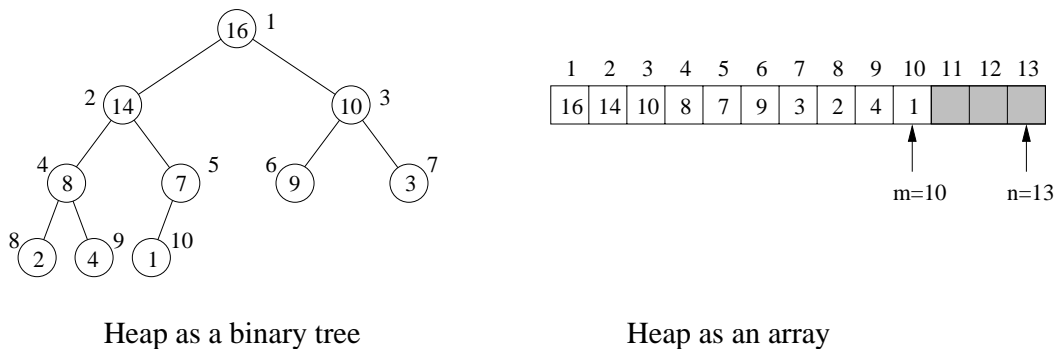 16 1
2 14 10 3
4 8 7 5 6 9 3 7
8 2 4 9 1 10
1 2 3 4 5 6 7 8 9 10 11 12 13
16 14 10 8 7 9 3 2 4 1
m=10 n=13
Heap as a binary tree
Heap as an array